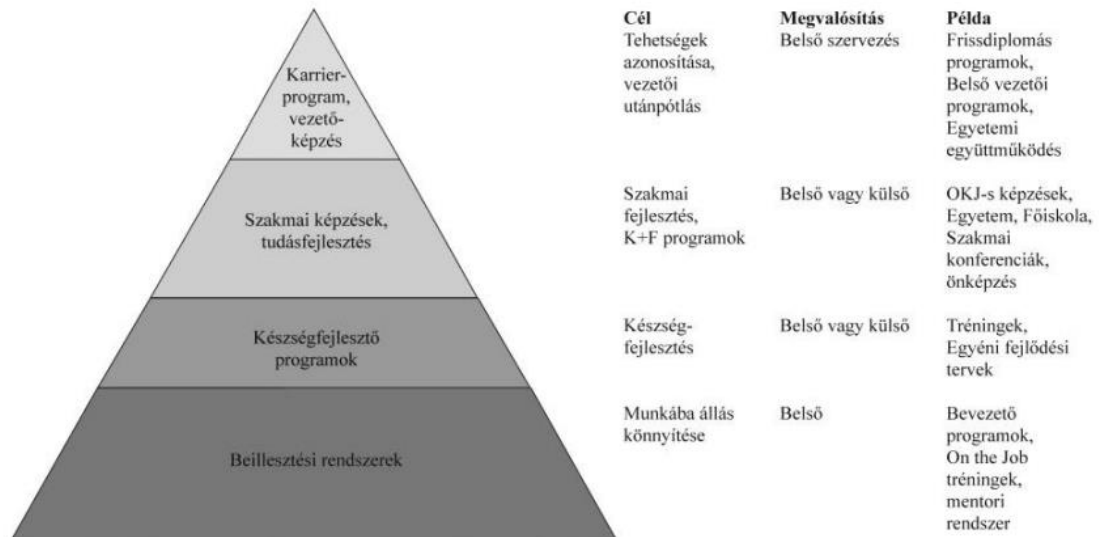 Karrier-
program,
vezető-
képzés
Szakmai képzések,
tudásfejlesztés
Készségfejlesztő
programok
Beillesztési rendszerek
Cél
Megvalósítás
Példa
Tehetségek
azonosítása,
vezetői
utánpótlás
Belső szervezés
Frissdiplomás
programok,
Belső vezetői
programok,
Egyetemi
együttműködés
Szakmai
fejlesztés,
K+F programok
Belső vagy külső
OKJ-s képzések,
Egyetem, Főiskola,
Szakmai
konferenciák,
önképzés
Készség-
fejlesztés
Belső vagy külső
Tréningek,
Egyéni fejlődési
tervek
Munkába állás
könnyítése
Belső
Bevezető
programok,
On the Job
tréningek,
mentori
rendszer